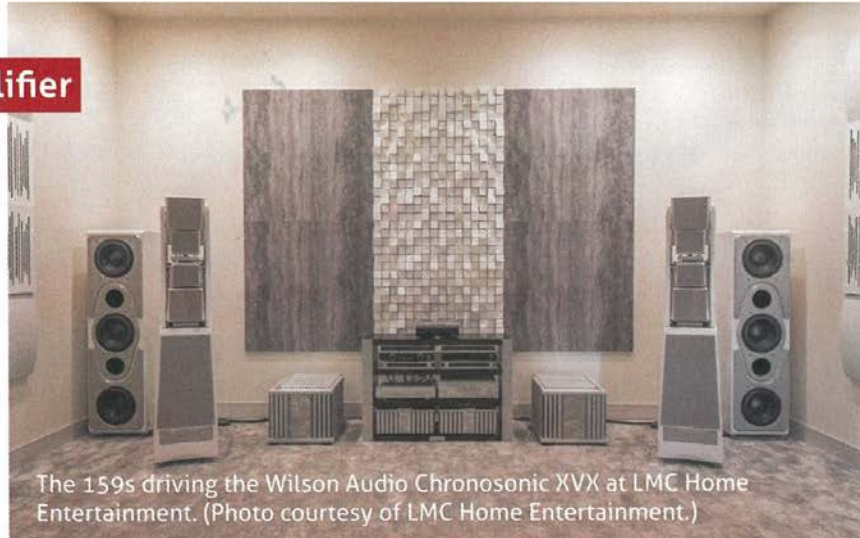 lifier
The 159s driving the Wilson Audio Chronosonic XVX at LMC Home
Entertainment. (Photo courtesy of LMC Home Entertainment.)